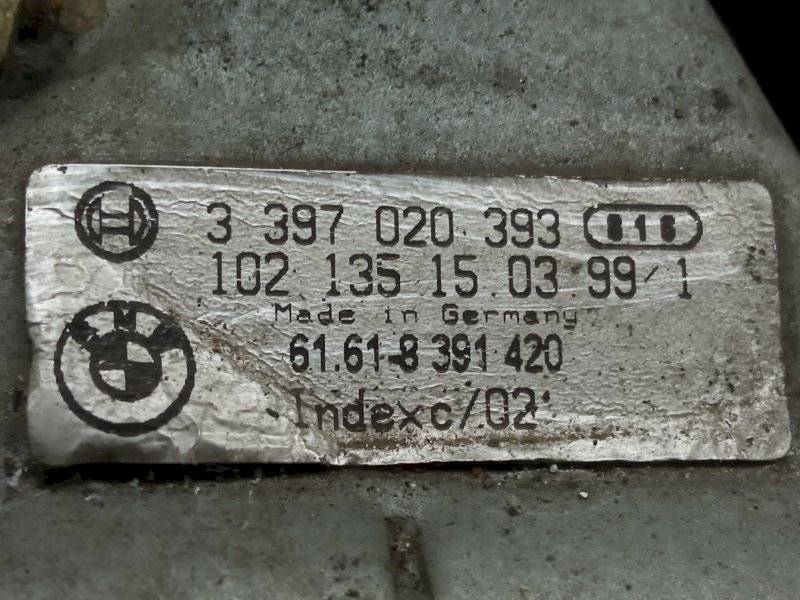 3 397 020 393 816
102 135 15 03 99/1
Made in Germany
61.61-8 391 420
Indexc/02